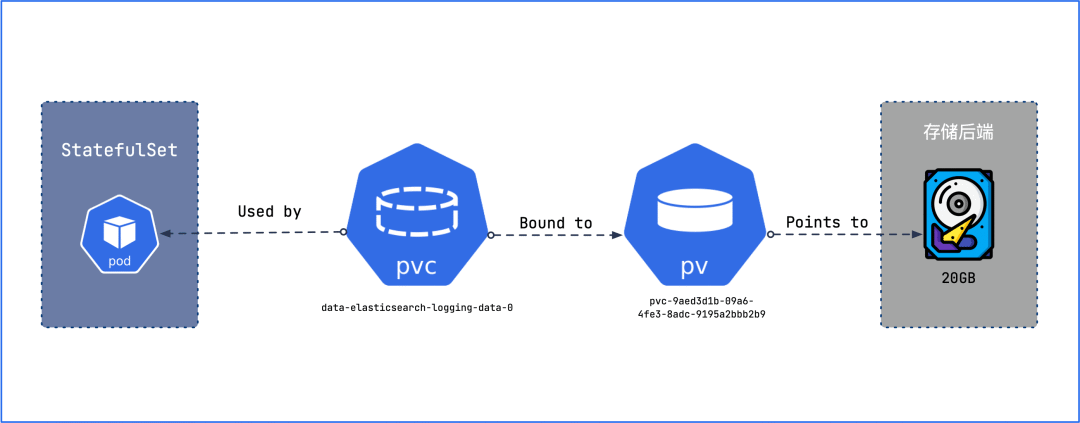 StatefulSet
pod
Used by
pvc
data-elasticsearch-logging-data-0
Bound to
pv
pvc-9aed3d1b-09a6-
4fe3-8adc-9195a2bbb2b9
Points to
存储后端
20GB